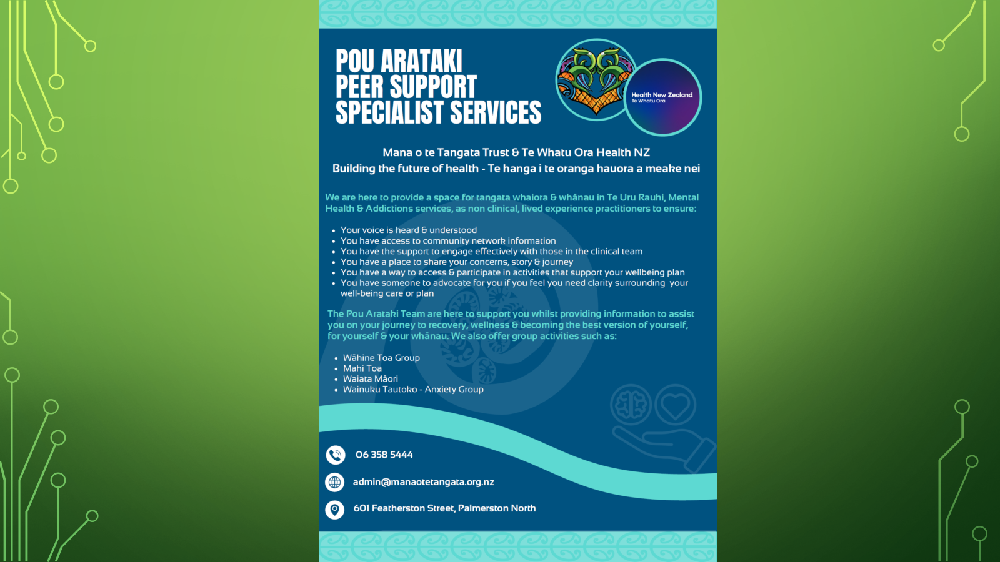 POU ARATAKI
PEER SUPPORT
SPECIALIST SERVICES
Health New Zealand
Te Whatu Ora
Mana o te Tangata Trust & Te Whatu Ora Health NZ
Building the future of health - Te hanga i te oranga hauora a meake nei
We are here to provide a space for tangata whaiora & whānau in Te Uru Rauhi, Mental
Health & Addictions services, as non clinical, lived experience practitioners to ensure:
• Your voice is heard & understood
• You have access to community network information
• You have the support to engage effectively with those in the clinical team
• You have a place to share your concerns, story & journey
• You have a way to access & participate in activities that support your wellbeing plan
• You have someone to advocate for you if you feel you need clarity surrounding your
well-being care or plan
The Pou Arataki Team are here to support you whilst providing information to assist
you on your journey to recovery, wellness & becoming the best version of yourself,
for yourself & your whānau. We also offer group activities such as:
• Wāhine Toa Group
• Mahi Toa
• Waiata Māori
• Wainuku Tautoko - Anxiety Group
06 358 5444
admin@manaotetangata.org.nz
601 Featherston Street, Palmerston North